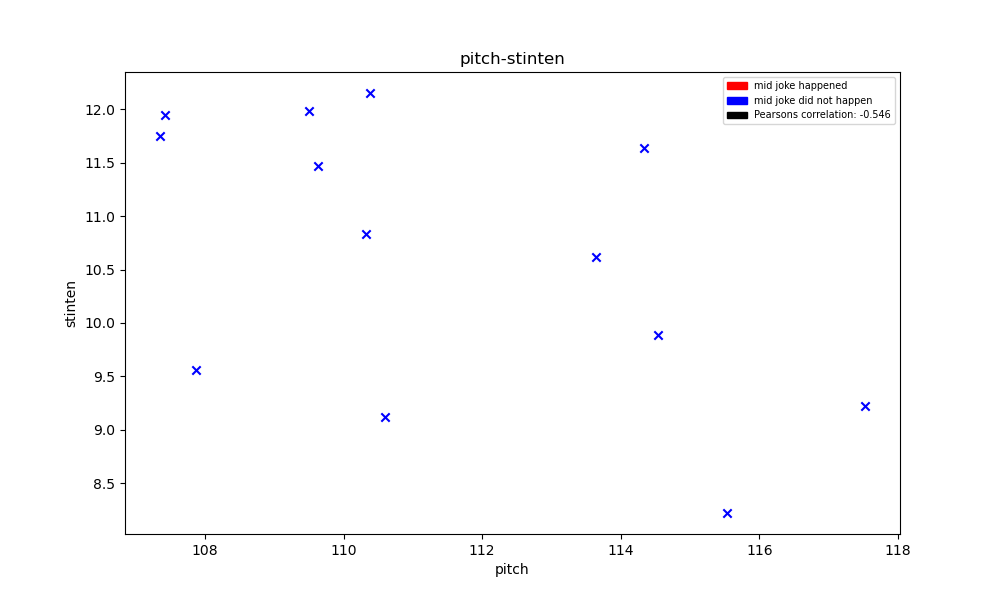 pitch-stinten
mid joke happened
mid joke did not happen
Pearsons correlation: -0.546
12.0
11.5
11.0
10.5
10.0
9.5
9.0
8.5
stinten
108 110 112 114 116 118
pitch